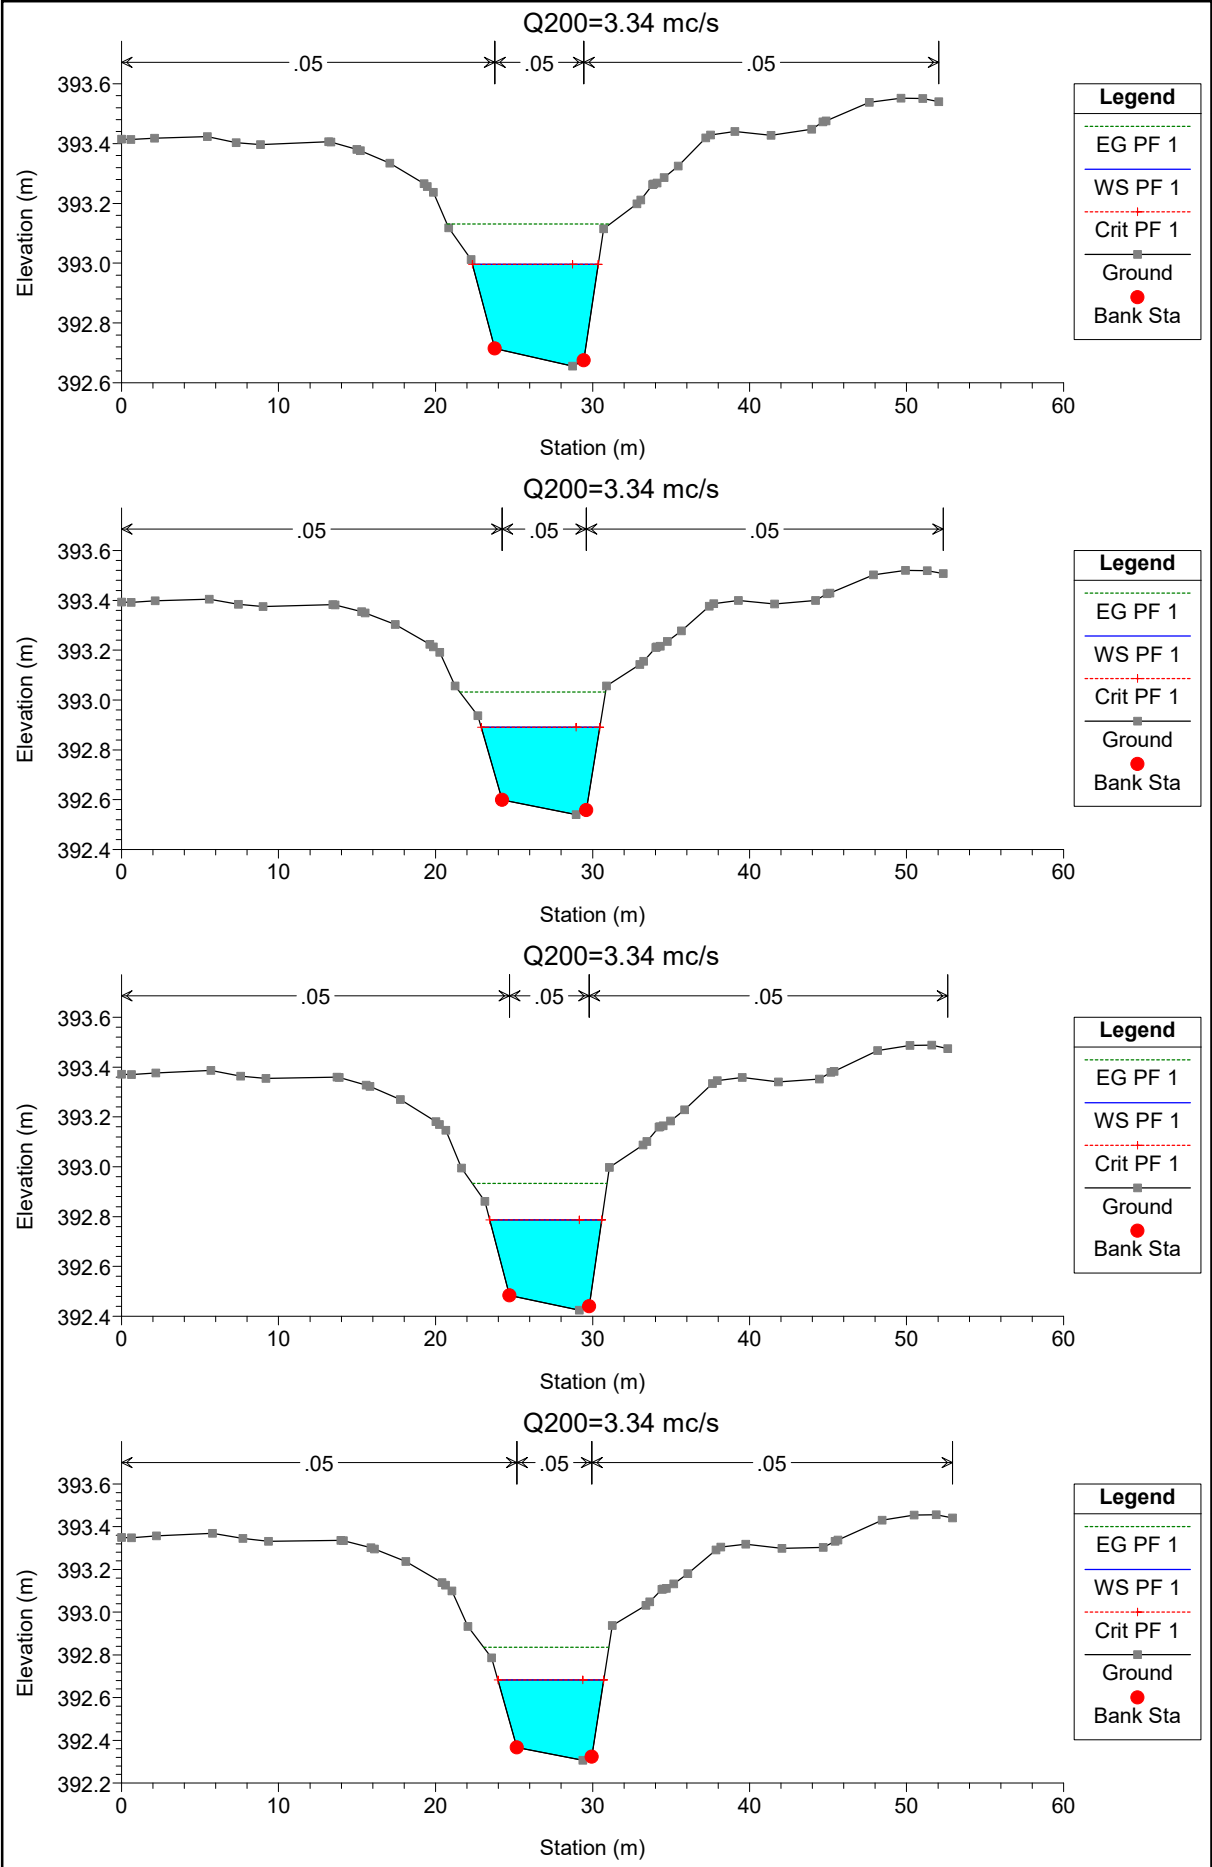 Q200=3.34 mc/s
.05 .05 .05
393.6
393.4
393.2
393.0
392.8
392.6
0 10 20 30 40 50 60
Elevation (m)
Station (m)
Legend
EG PF 1
WS PF 1
Crit PF 1
Ground
Bank Sta
Q200=3.34 mc/s
.05 .05 .05
393.6
393.4
393.2
393.0
392.8
392.6
392.4
0 10 20 30 40 50 60
Elevation (m)
Station (m)
Legend
EG PF 1
WS PF 1
Crit PF 1
Ground
Bank Sta
Q200=3.34 mc/s
.05 .05 .05
393.6
393.4
393.2
393.0
392.8
392.6
392.4
0 10 20 30 40 50 60
Elevation (m)
Station (m)
Legend
EG PF 1
WS PF 1
Crit PF 1
Ground
Bank Sta
Q200=3.34 mc/s
.05 .05 .05
393.6
393.4
393.2
393.0
392.8
392.6
392.4
392.2
0 10 20 30 40 50 60
Elevation (m)
Station (m)
Legend
EG PF 1
WS PF 1
Crit PF 1
Ground
Bank Sta